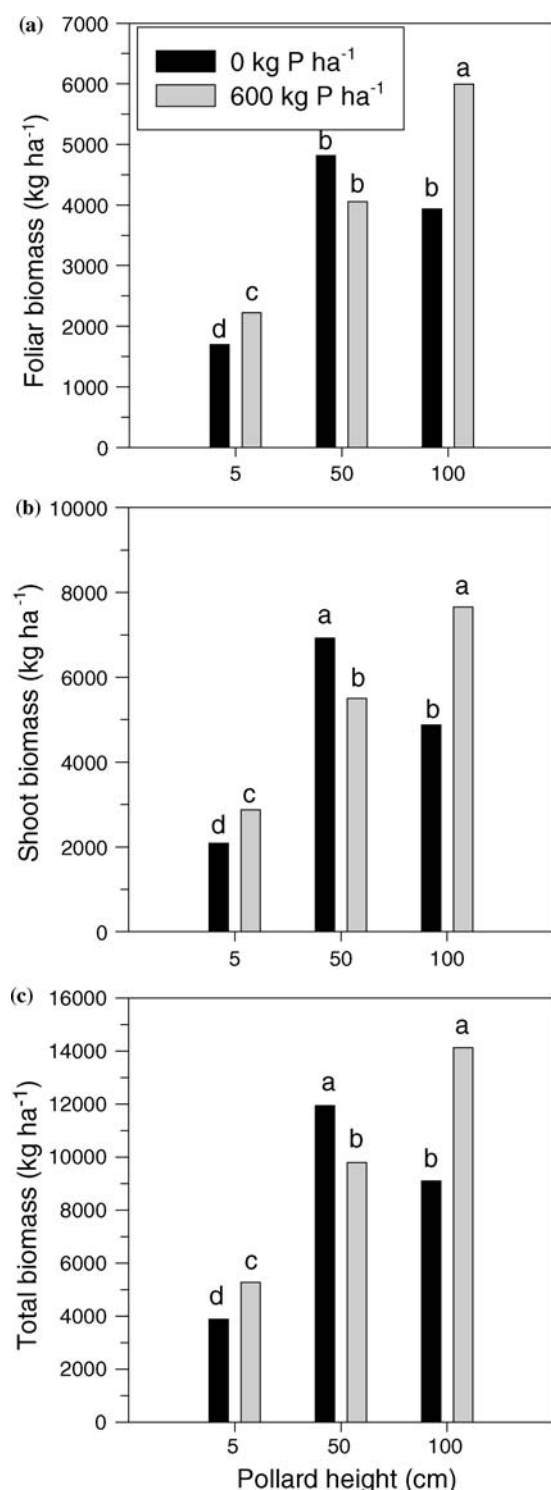 (a)
7000
6000
5000
4000
3000
2000
1000
0
Foliar biomass (kg ha⁻¹)
0 kg P ha⁻¹
600 kg P ha⁻¹
d
c
b
b
b
a
5
50
100
(b)
10000
8000
6000
4000
2000
0
Shoot biomass (kg ha⁻¹)
d
c
a
b
b
a
5
50
100
(c)
16000
14000
12000
10000
8000
6000
4000
2000
0
Total biomass (kg ha⁻¹)
d
c
a
b
b
a
5
50
100
Pollard height (cm)